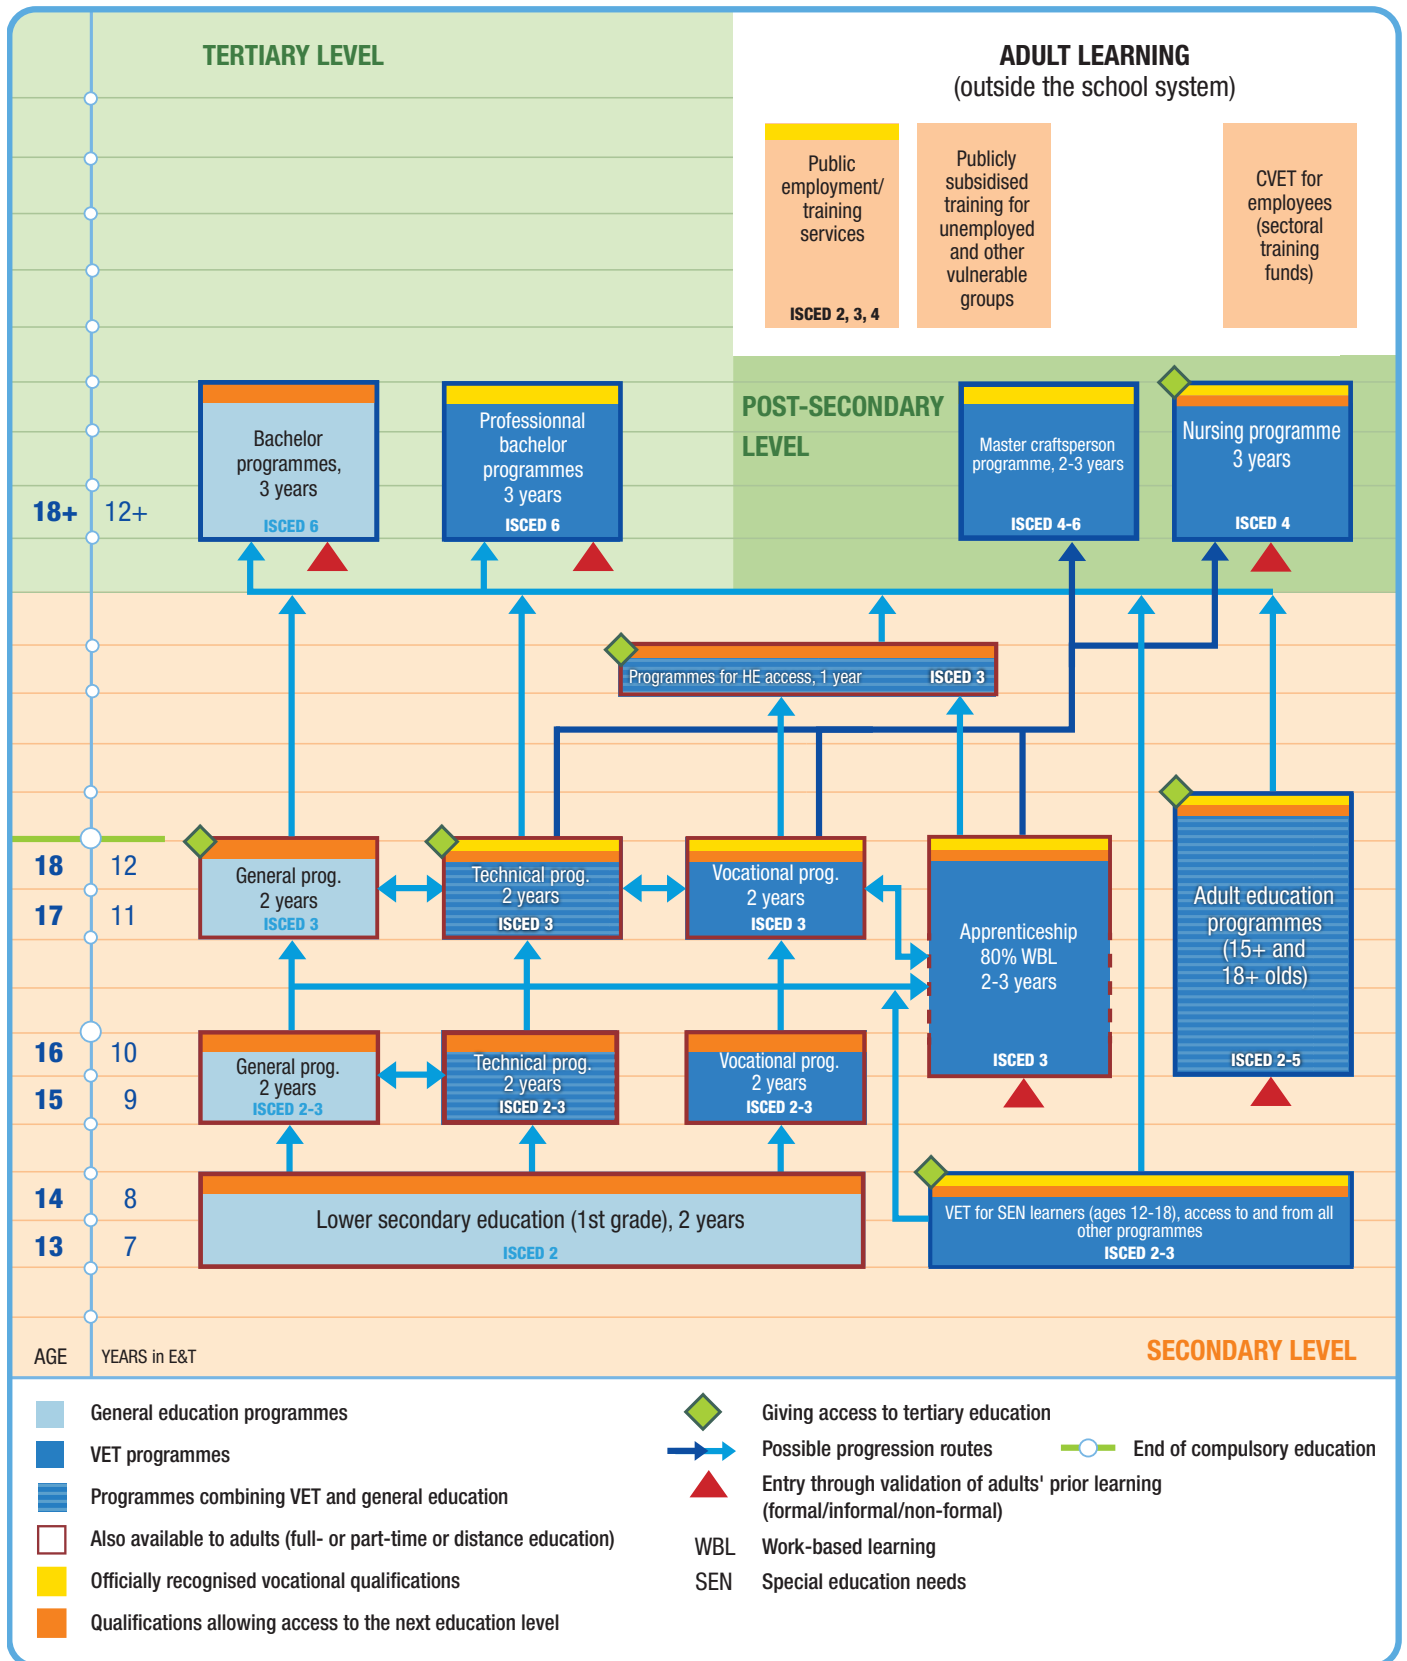 TERTIARY LEVEL
ADULT LEARNING
(outside the school system)
Public
employment/
training
services
ISCED 2, 3, 4
Publicly
subsidised
training for
unemployed
and other
vulnerable
groups
CVET for
employees
(sectoral
training
funds)
POST-SECONDARY
LEVEL
Bachelor
programmes,
3 years
ISCED 6
Professionnal
bachelor
programmes
3 years
ISCED 6
Master craftsperson
programme, 2-3 years
ISCED 4-6
Nursing programme
3 years
ISCED 4
18+ 12+
Programmes for HE access, 1 year ISCED 3
18 12
17 11
General prog.
2 years
ISCED 3
Technical prog.
2 years
ISCED 3
Vocational prog.
2 years
ISCED 3
Apprenticeship
80% WBL
2-3 years
ISCED 3
Adult education
programmes
(15+ and
18+ olds)
ISCED 2-5
16 10
15 9
General prog.
2 years
ISCED 2-3
Technical prog.
2 years
ISCED 2-3
Vocational prog.
2 years
ISCED 2-3
14 8
13 7
Lower secondary education (1st grade), 2 years
ISCED 2
VET for SEN learners (ages 12-18), access to and from all
other programmes
ISCED 2-3
AGE YEARS in E&T
SECONDARY LEVEL
General education programmes
VET programmes
Programmes combining VET and general education
Also available to adults (full- or part-time or distance education)
Officially recognised vocational qualifications
Qualifications allowing access to the next education level
Giving access to tertiary education
Possible progression routes
End of compulsory education
Entry through validation of adults' prior learning
(formal/informal/non-formal)
WBL Work-based learning
SEN Special education needs